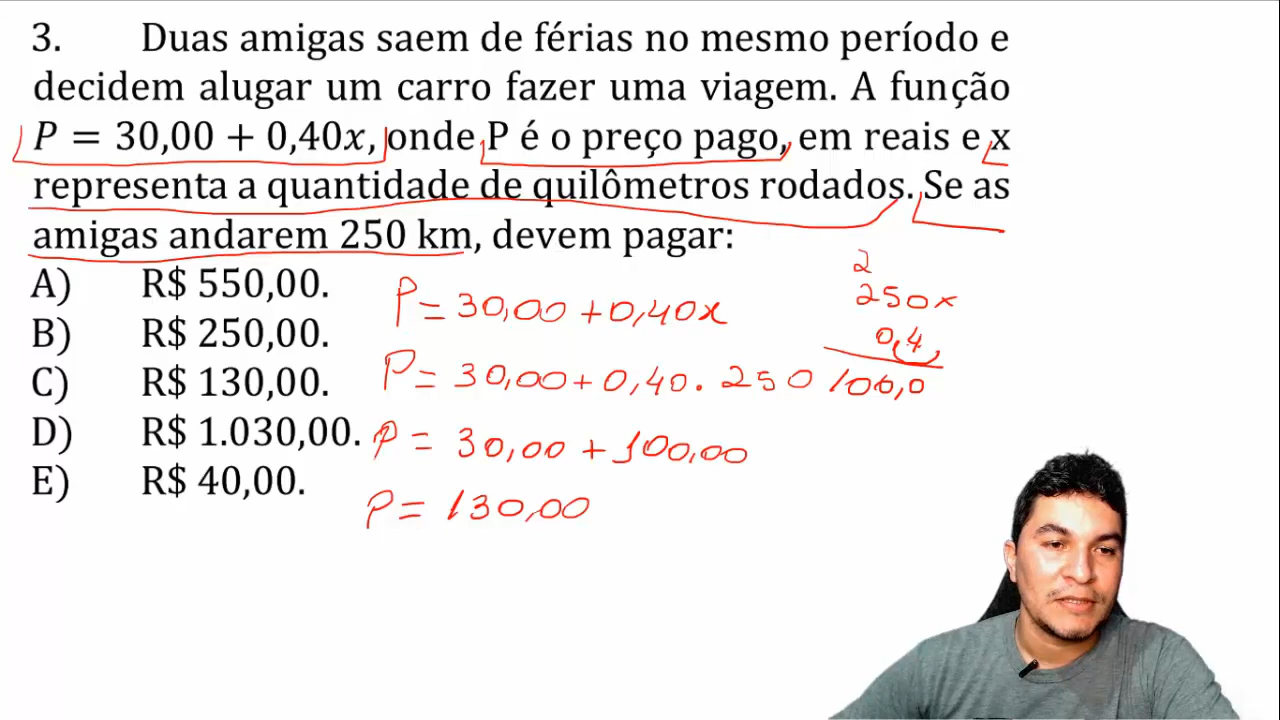 3. Duas amigas saem de férias no mesmo período e
decidem alugar um carro fazer uma viagem. A função
P = 30,00 + 0,40x, onde P é o preço pago, em reais e x
representa a quantidade de quilômetros rodados. Se as
amigas andarem 250 km, devem pagar:
A) R$ 550,00.
B) R$ 250,00.
C) R$ 130,00.
D) R$ 1.030,00.
E) R$ 40,00.
P = 30,00 + 0,40x
P = 30,00 + 0,40 . 250
P = 30,00 + 100,00
P = 130,00
2
250x
0,4
100,0